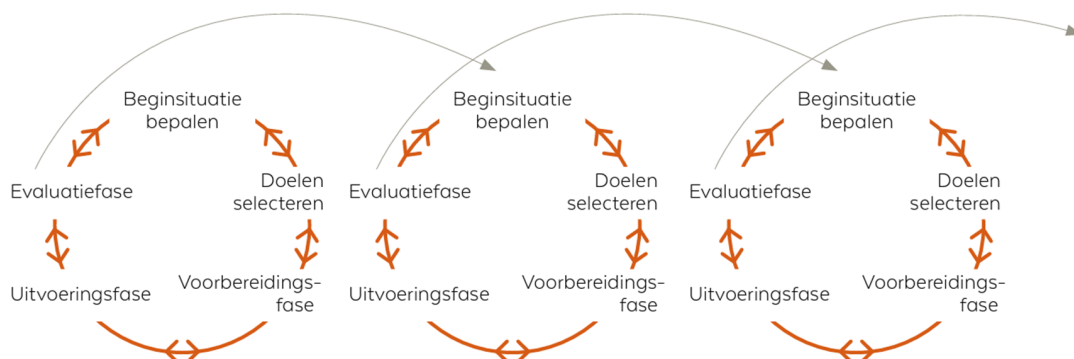 Beginsituatie
bepalen
Evaluatiefase
Doelen
selecteren
Uitvoeringsfase
Voorbereidings-
fase
Beginsituatie
bepalen
Evaluatiefase
Doelen
selecteren
Uitvoeringsfase
Voorbereidings-
fase
Beginsituatie
bepalen
Evaluatiefase
Doelen
selecteren
Uitvoeringsfase
Voorbereidings-
fase